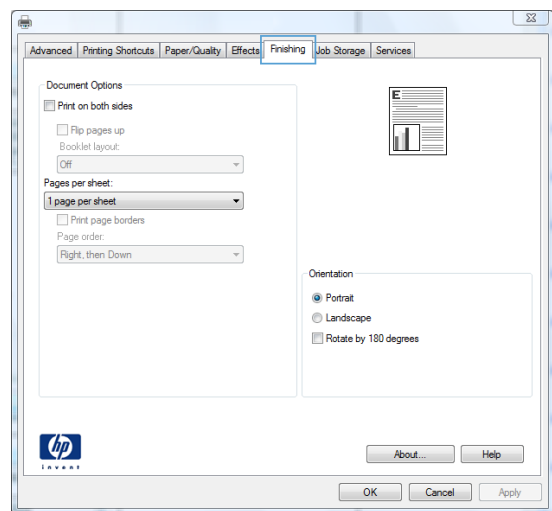 Advanced Printing Shortcuts Paper/Quality Effects Finishing Job Storage Services
Document Options
Print on both sides
Flip pages up
Booklet layout:
Off
Pages per sheet:
1 page per sheet
Print page borders
Page order:
Right, then Down
E
Orientation
Portrait
Landscape
Rotate by 180 degrees
hp
invent
About... Help
OK Cancel Apply